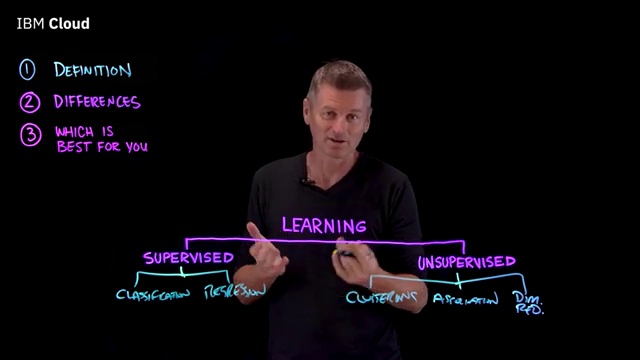 IBM Cloud
1 DEFINITION
2 DIFFERENCES
3 WHICH IS
BEST FOR YOU
LEARNING
SUPERVISED
UNSUPERVISED
CLASSIFICATION
REGRESSION
CLUSTERING
ASSOCIATION
DIM.
RED.